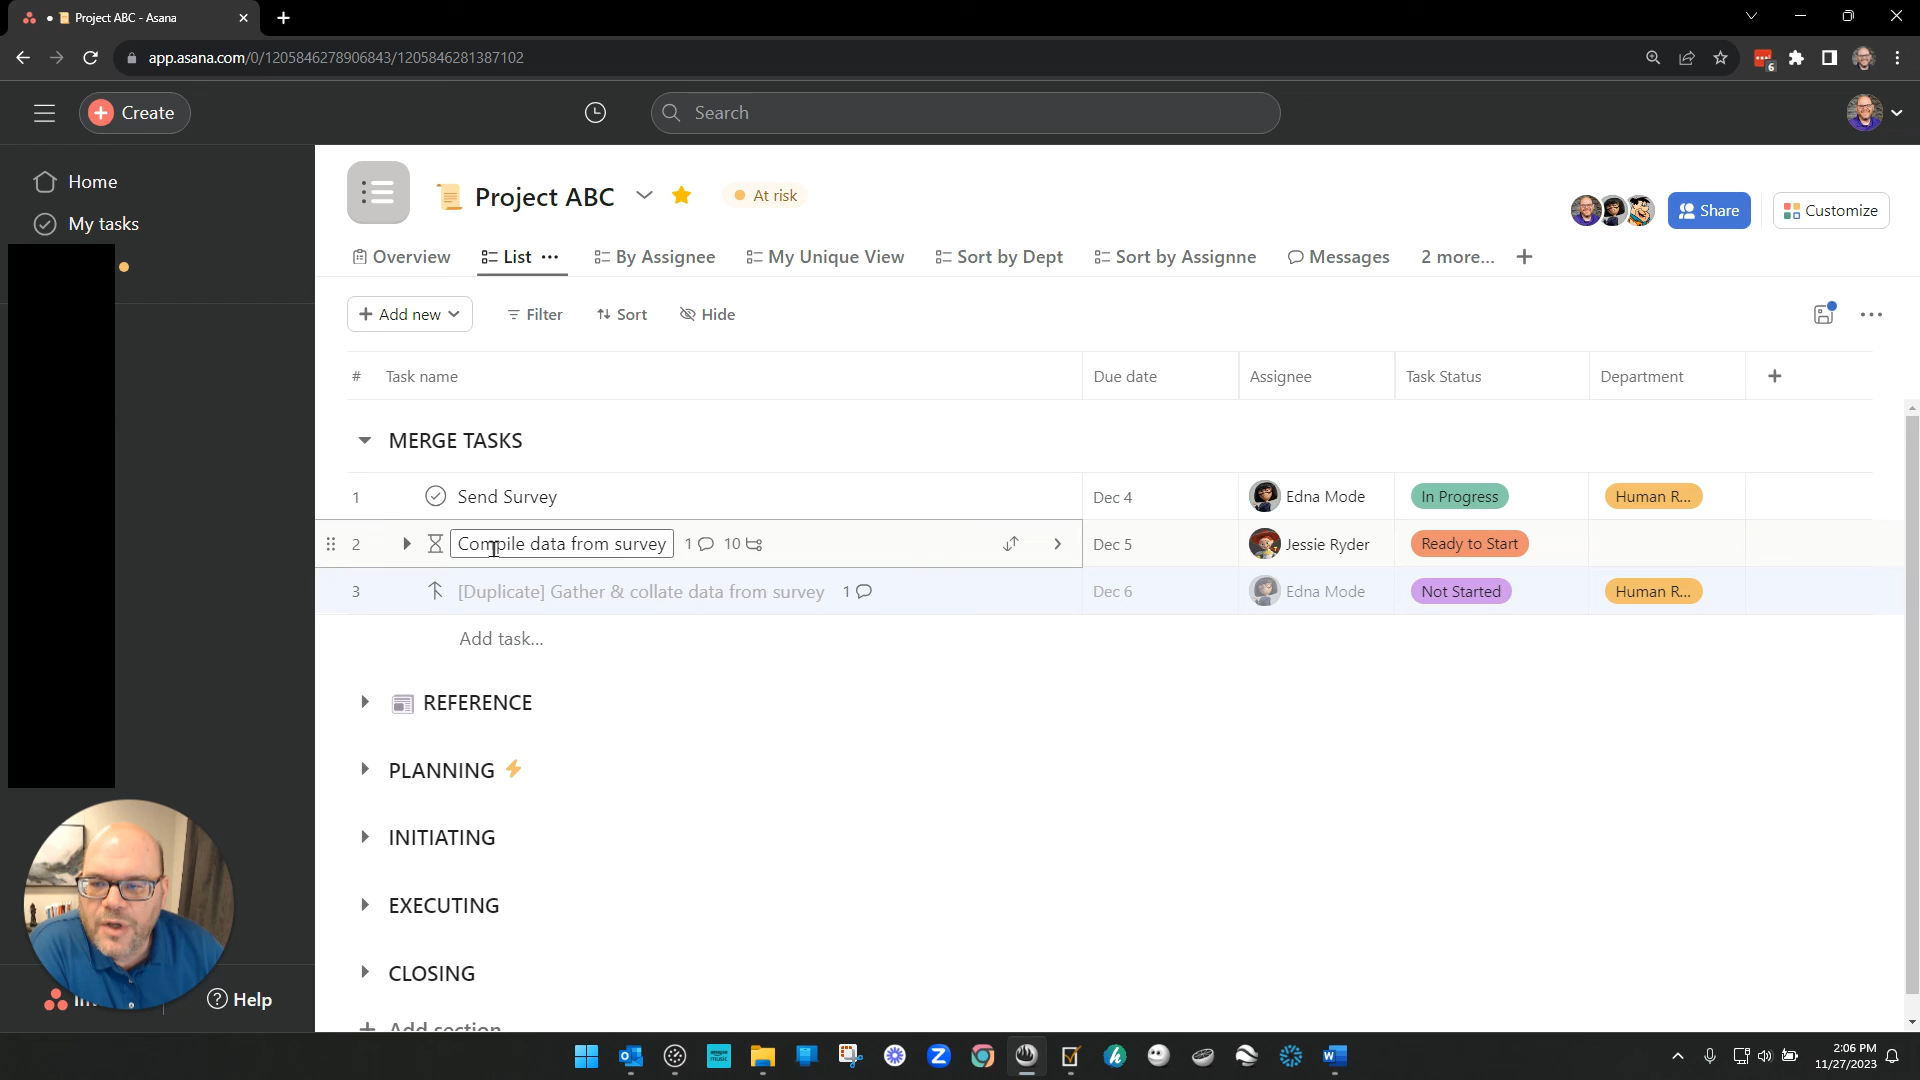 Project ABC - Asana
app.asana.com/0/1205846278906843/1205846281387102
6
Create
Search
Home
My tasks
Project ABC
At risk
Share
Customize
Overview
List
By Assignee
My Unique View
Sort by Dept
Sort by Assignne
Messages
2 more...
Add new
Filter
Sort
Hide
# Task name Due date Assignee Task Status Department
MERGE TASKS
1 Send Survey Dec 4 Edna Mode In Progress Human R...
2 Compile data from survey 1 10 Dec 5 Jessie Ryder Ready to Start
3 [Duplicate] Gather & collate data from survey 1 Dec 6 Edna Mode Not Started Human R...
Add task...
REFERENCE
PLANNING
INITIATING
EXECUTING
CLOSING
Add section
Help
2:06 PM
11/27/2023